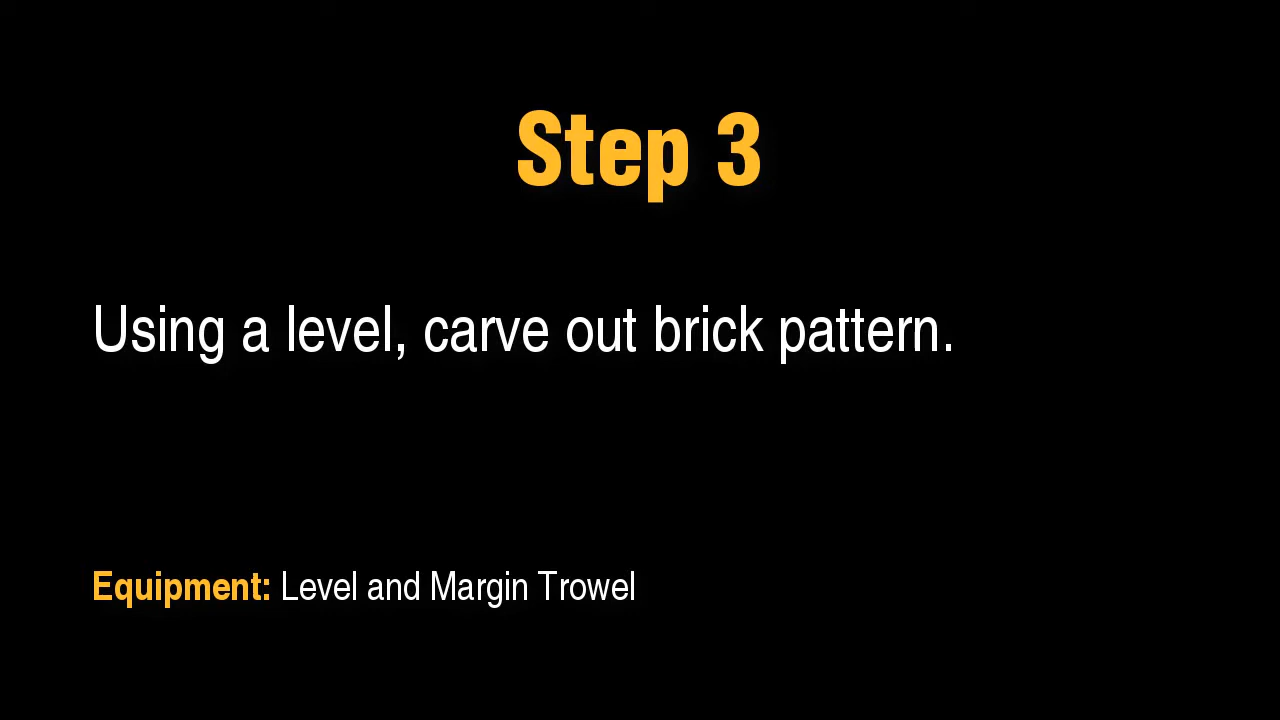 Step 3
Using a level, carve out brick pattern.
Equipment: Level and Margin Trowel